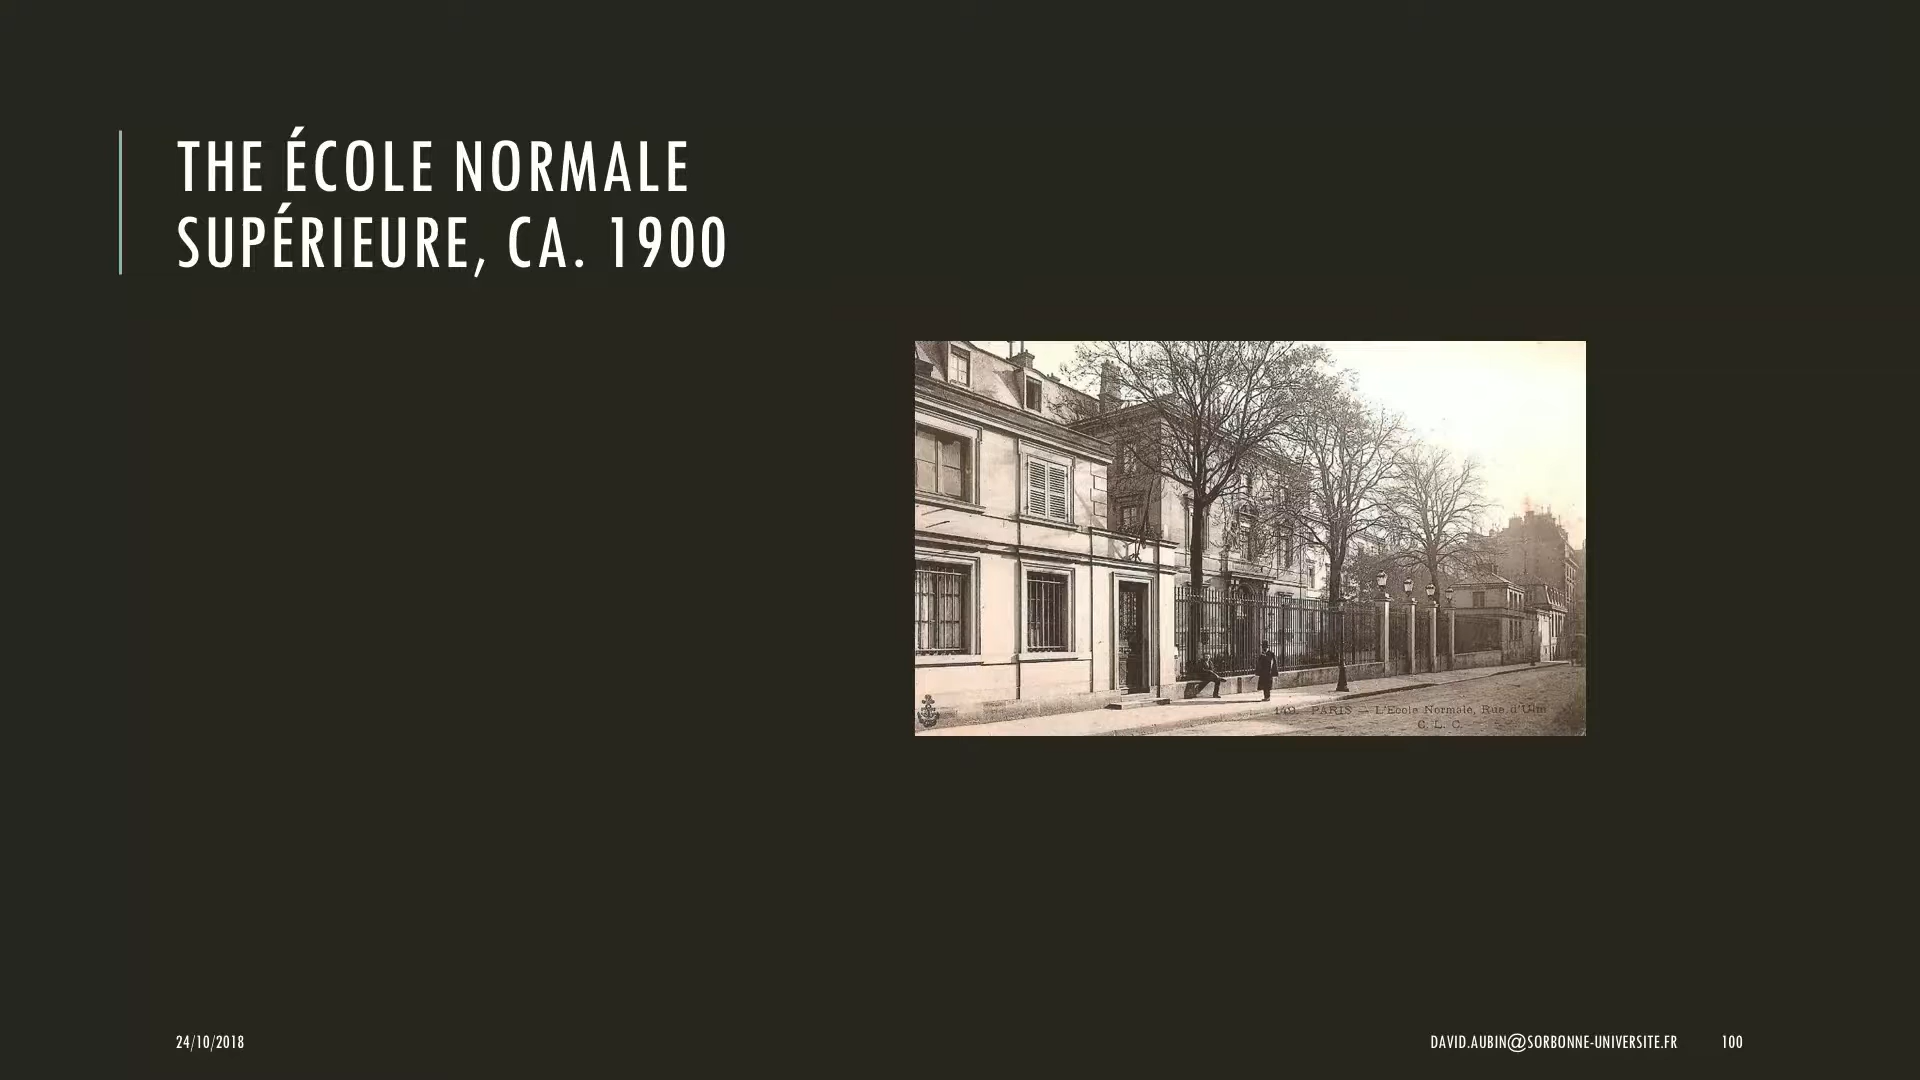 THE ÉCOLE NORMALE
SUPÉRIEURE, CA. 1900
149. PARIS — L'Ecole Normale, Rue d'Ulm
C. L. C.
24/10/2018
DAVID.AUBIN@SORBONNE-UNIVERSITE.FR
100